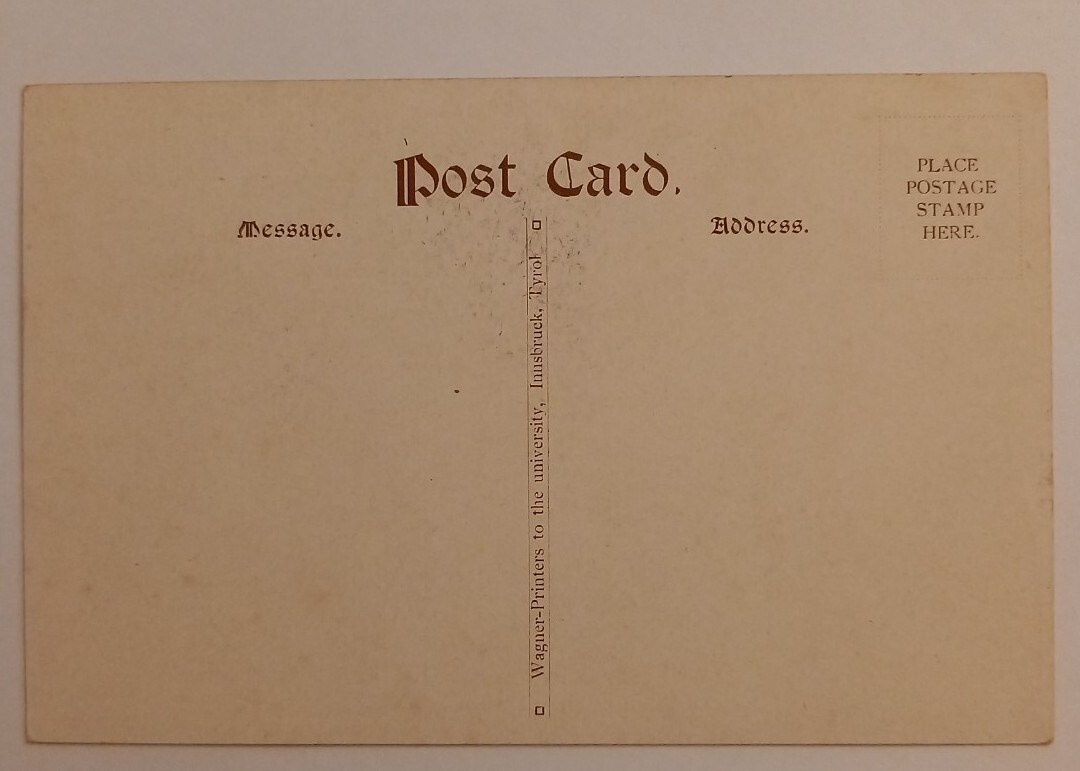 Post Card.
Message.
Address.
PLACE
POSTAGE
STAMP
HERE.
Wagner-Printers to the university, Innsbruck, Tyrol